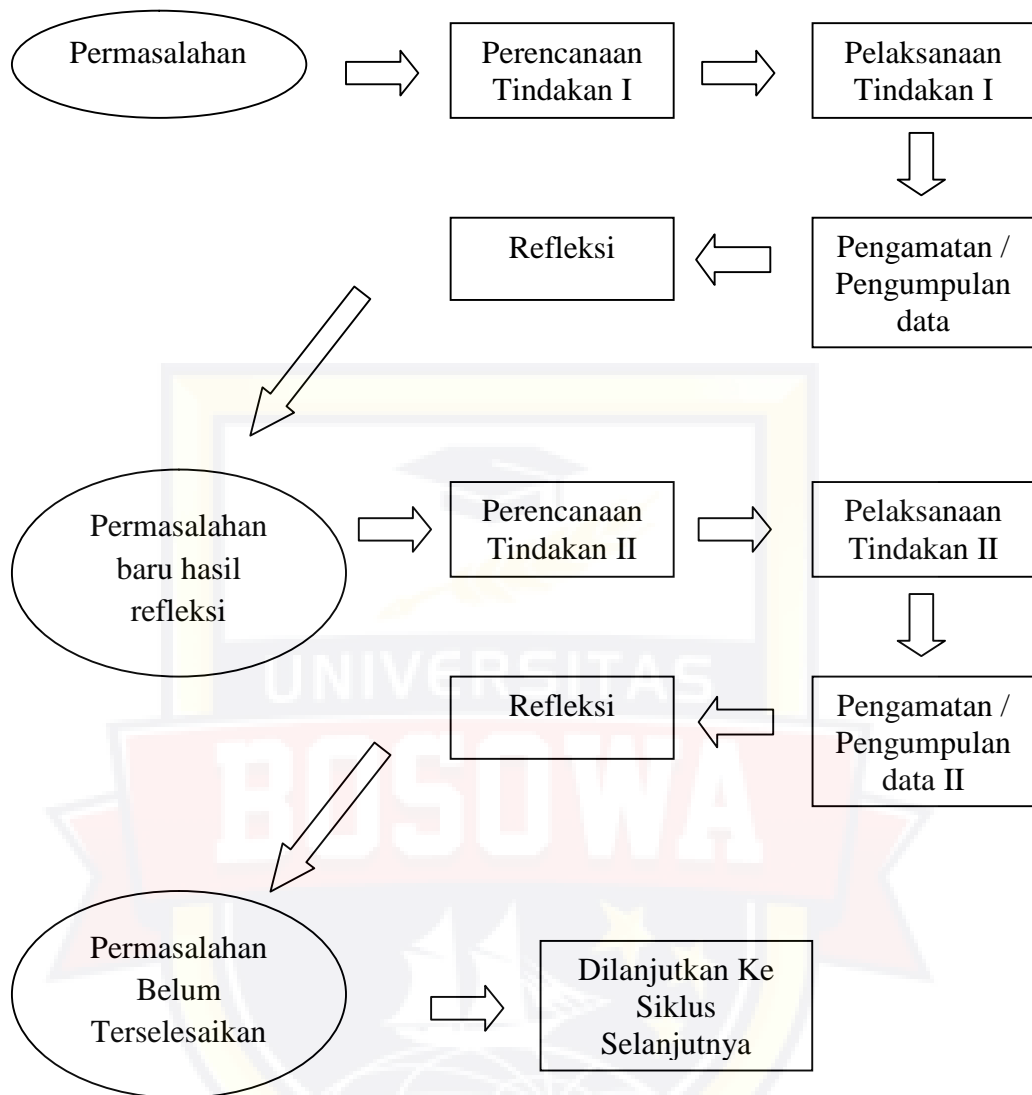 Permasalahan
Perencanaan
Tindakan I
Pelaksanaan
Tindakan I
Refleksi
Pengamatan /
Pengumpulan
data
Permasalahan
baru hasil
refleksi
Perencanaan
Tindakan II
Pelaksanaan
Tindakan II
UNIVERSITAS
Refleksi
Pengamatan /
Pengumpulan
data II
BOSOWA
Permasalahan
Belum
Terselesaikan
Dilanjutkan Ke
Siklus
Selanjutnya